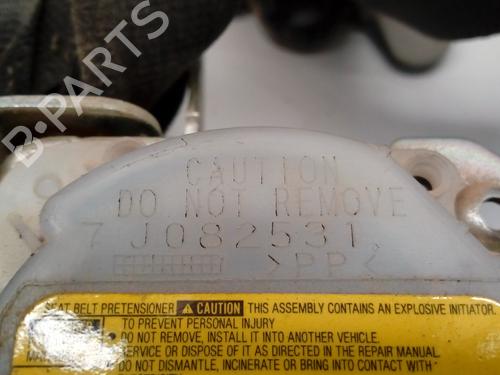 B-PARTS
CAUTION
DO NOT REMOVE
7 J082531
>PP<
SEAT BELT PRETENSIONER CAUTION THIS ASSEMBLY CONTAINS AN EXPLOSIVE INITIATOR.
TO PREVENT PERSONAL INJURY
• DO NOT REMOVE, INSTALL IT INTO ANOTHER VEHICLE.
SERVICE OR DISPOSE OF IT AS DIRECTED IN THE REPAIR MANUAL.
DO NOT DISMANTLE, INCINERATE OR BRING INTO CONTACT WITH